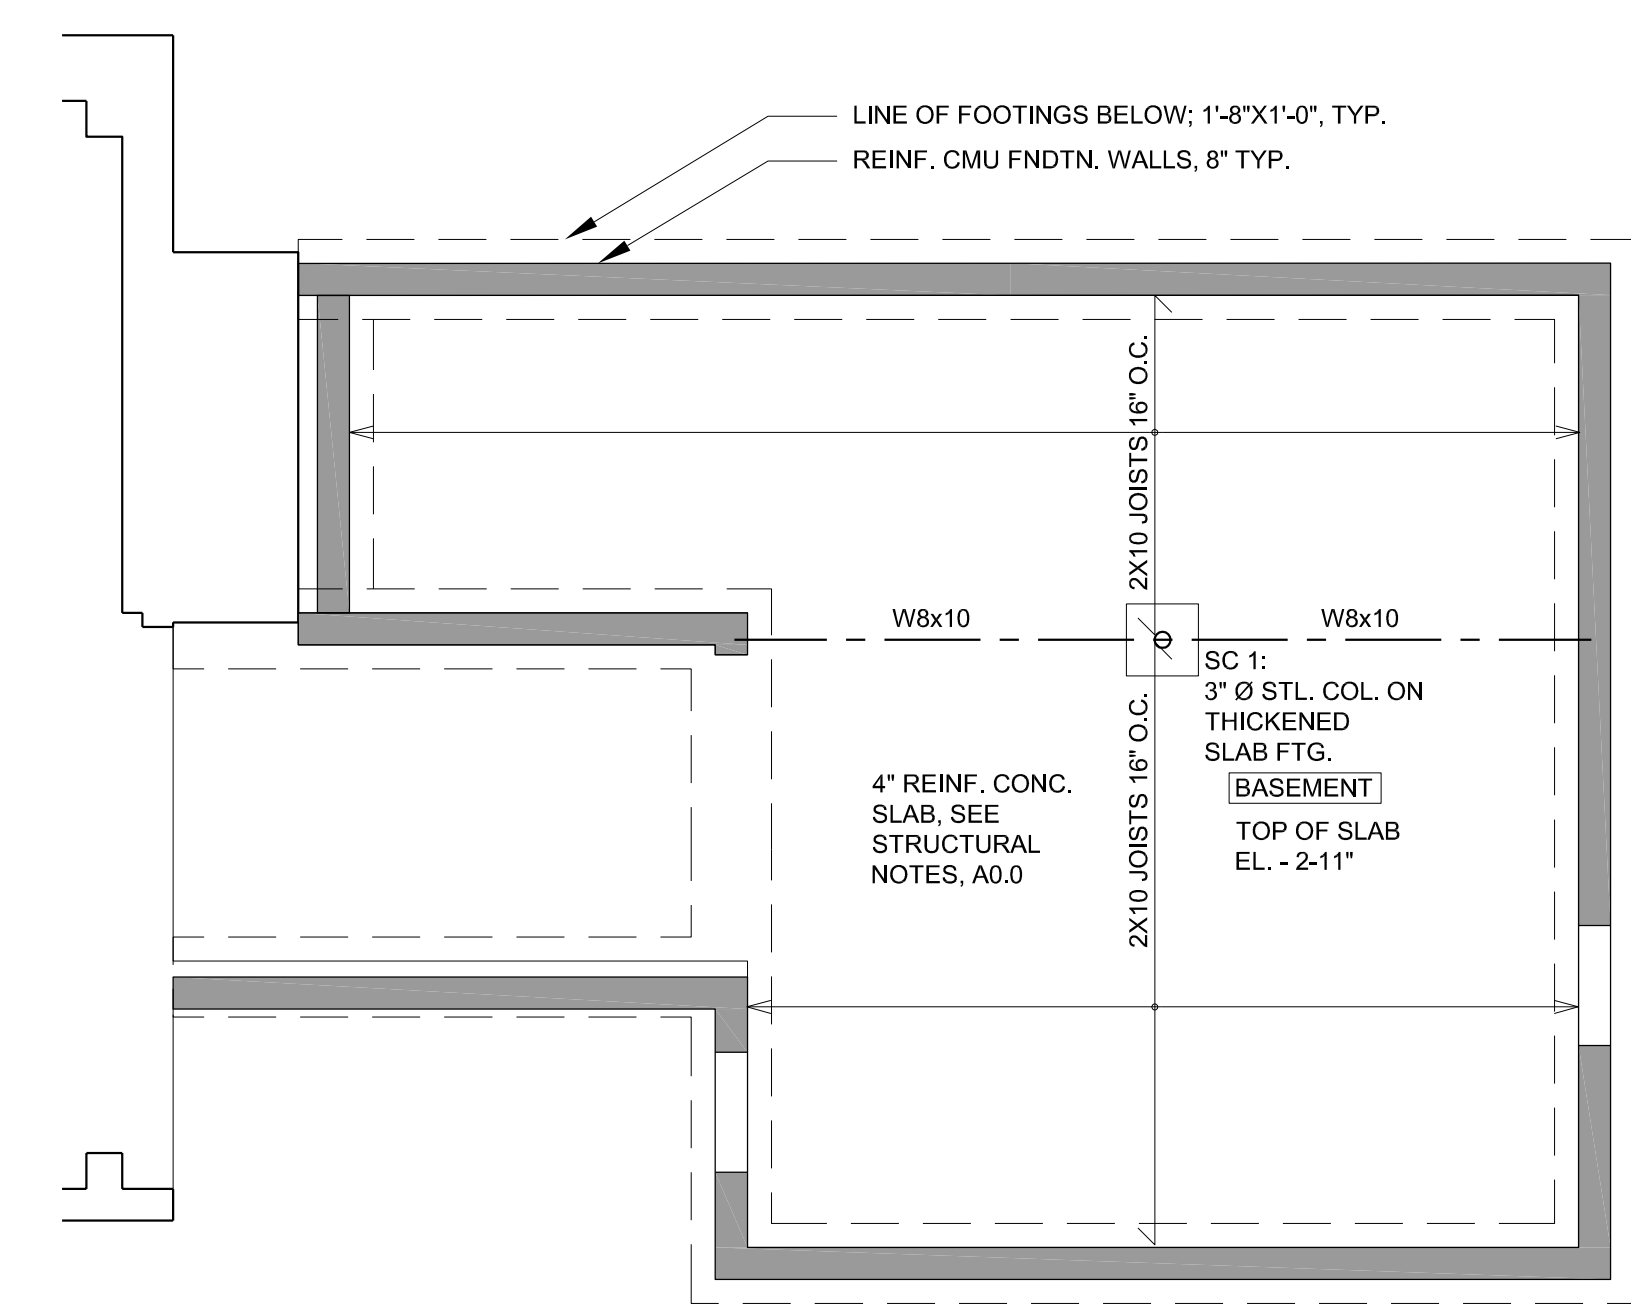 LINE OF FOOTINGS BELOW; 1'-8"X1'-0", TYP.
REINF. CMU FNDTN. WALLS, 8" TYP.
2X10 JOISTS 16" O.C.
W8x10
W8x10
SC 1:
3" Ø STL. COL. ON
THICKENED
SLAB FTG.
BASEMENT
TOP OF SLAB
EL. - 2-11"
4" REINF. CONC.
SLAB, SEE
STRUCTURAL
NOTES, A0.0
2X10 JOISTS 16" O.C.